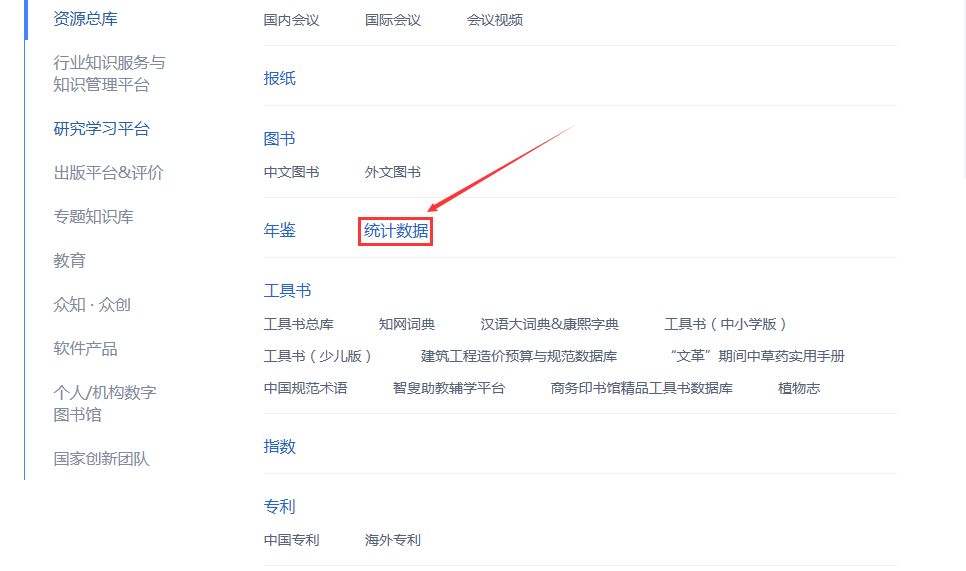 资源总库
行业知识服务与
知识管理平台
研究学习平台
出版平台&评价
专题知识库
教育
众知 · 众创
软件产品
个人/机构数字
图书馆
国家创新团队
国内会议 国际会议 会议视频
报纸
图书
中文图书 外文图书
年鉴 统计数据
工具书
工具书总库 知网词典 汉语大词典&康熙字典 工具书（中小学版）
工具书（少儿版） 建筑工程造价预算与规范数据库 “文革”期间中草药实用手册
中国规范术语 智叟助教辅学平台 商务印书馆精品工具书数据库 植物志
指数
专利
中国专利 海外专利